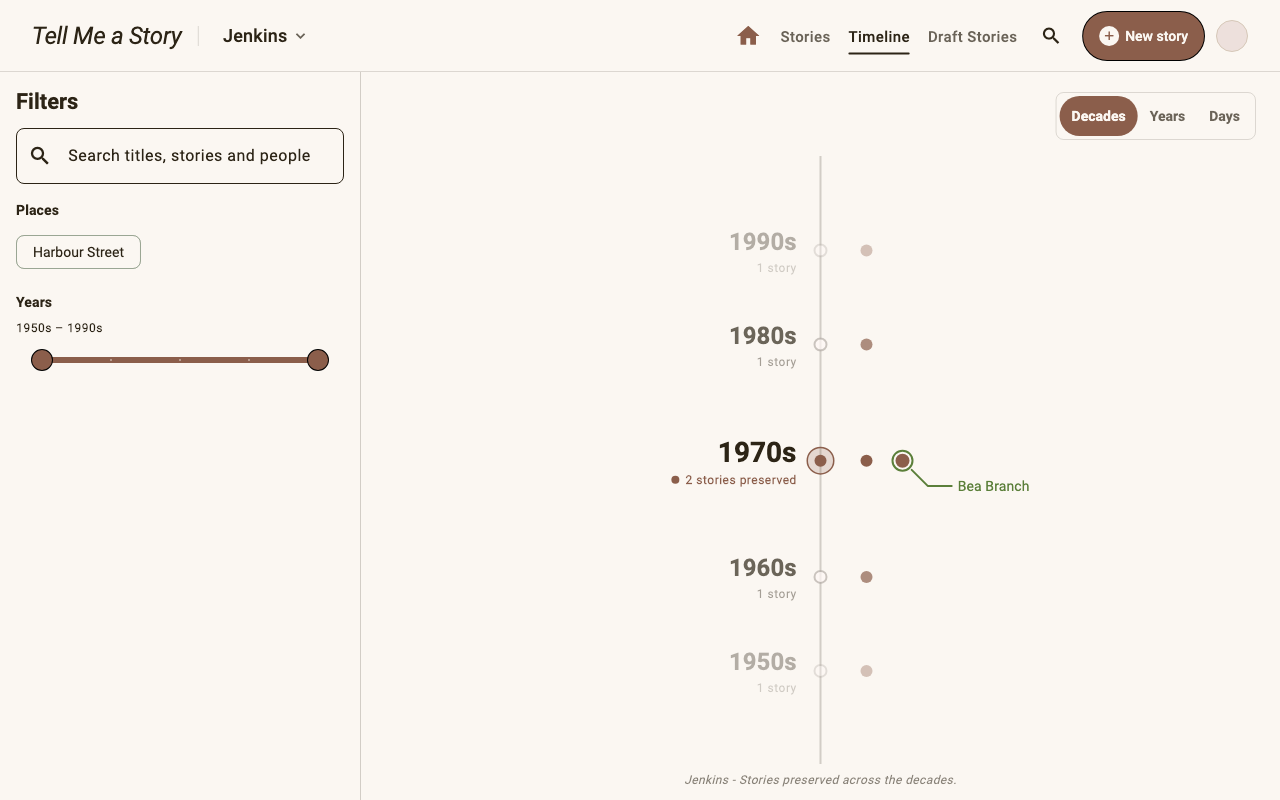 Tell Me a Story
Jenkins
Stories
Timeline
Draft Stories
New story
Filters
Search titles, stories and people
Places
Harbour Street
Years
1950s – 1990s
Decades
Years
Days
1990s
1 story
1980s
1 story
1970s
2 stories preserved
Bea Branch
1960s
1 story
1950s
1 story
Jenkins - Stories preserved across the decades.